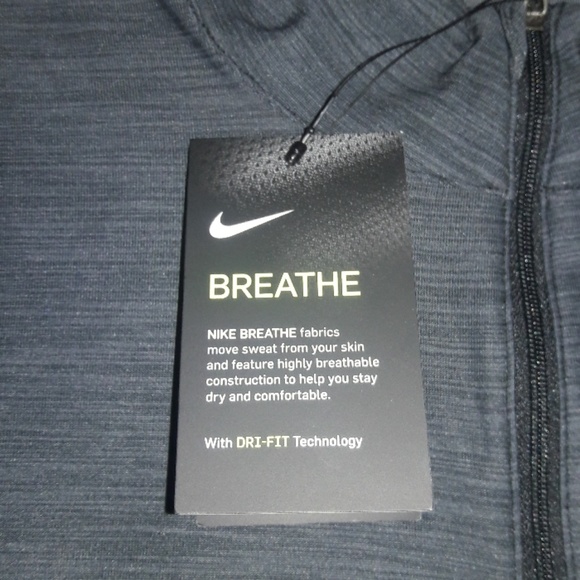 BREATHE
NIKE BREATHE fabrics
move sweat from your skin
and feature highly breathable
construction to help you stay
dry and comfortable.
With DRI-FIT Technology